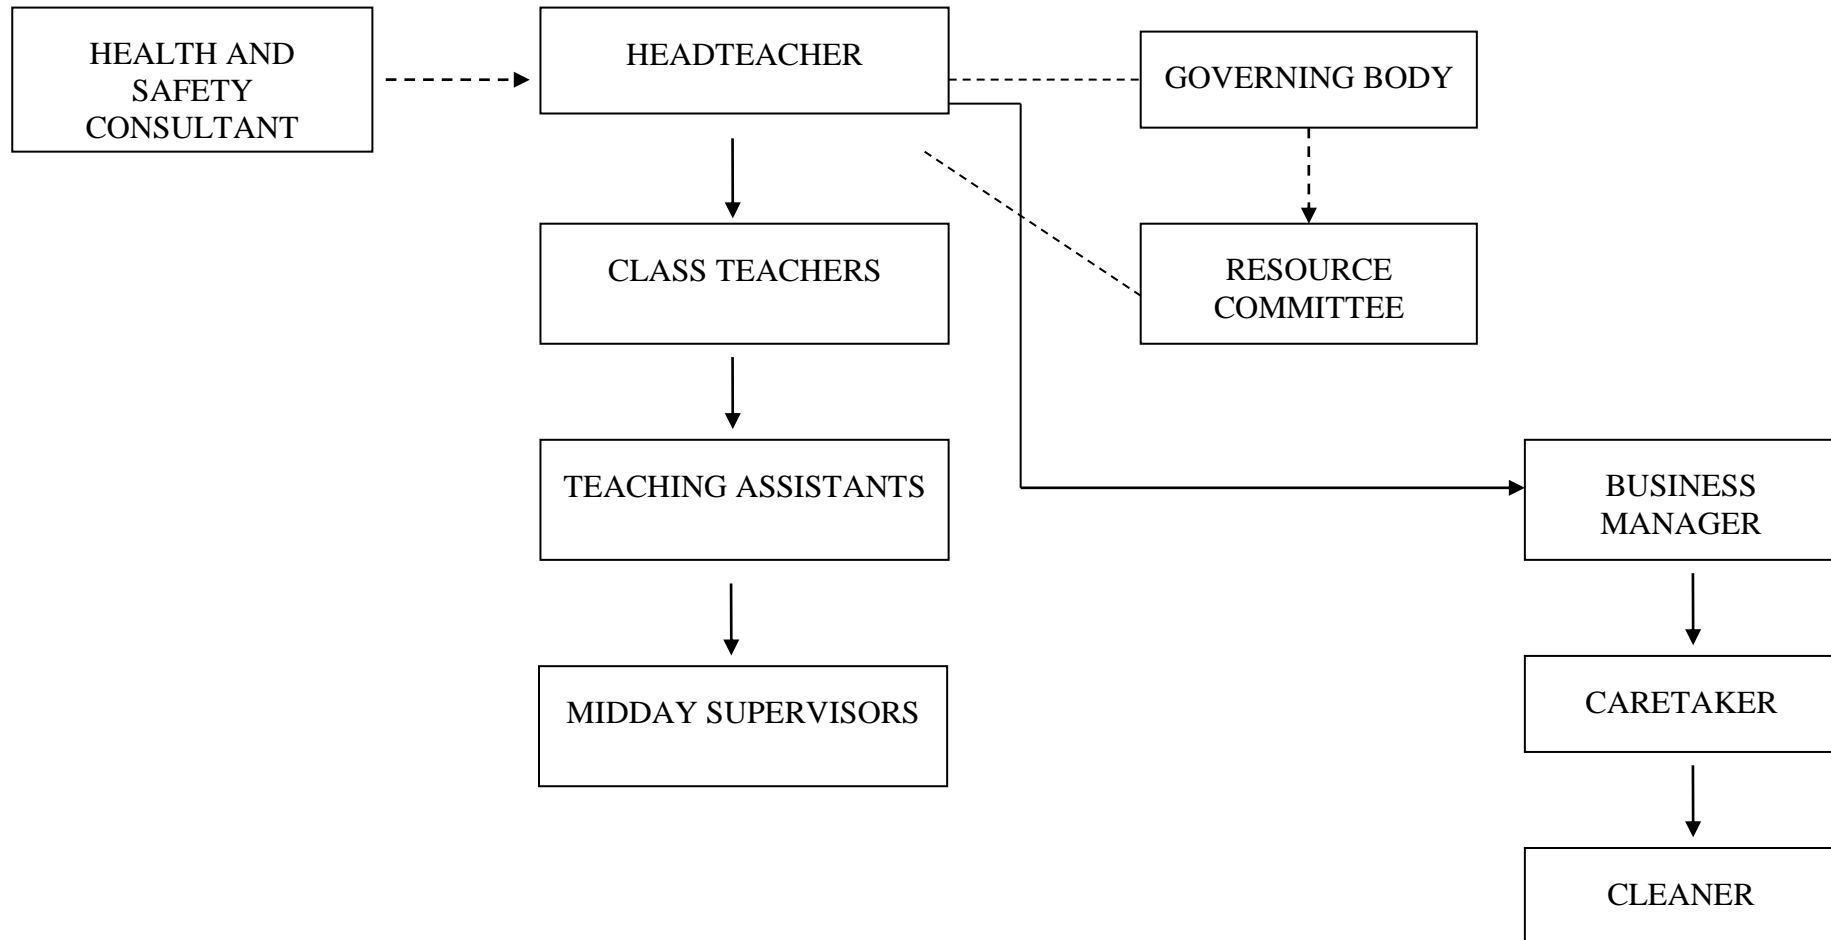 HEALTH AND
SAFETY
CONSULTANT
HEADTEACHER
GOVERNING BODY
CLASS TEACHERS
RESOURCE
COMMITTEE
TEACHING ASSISTANTS
BUSINESS
MANAGER
MIDDAY SUPERVISORS
CARETAKER
CLEANER